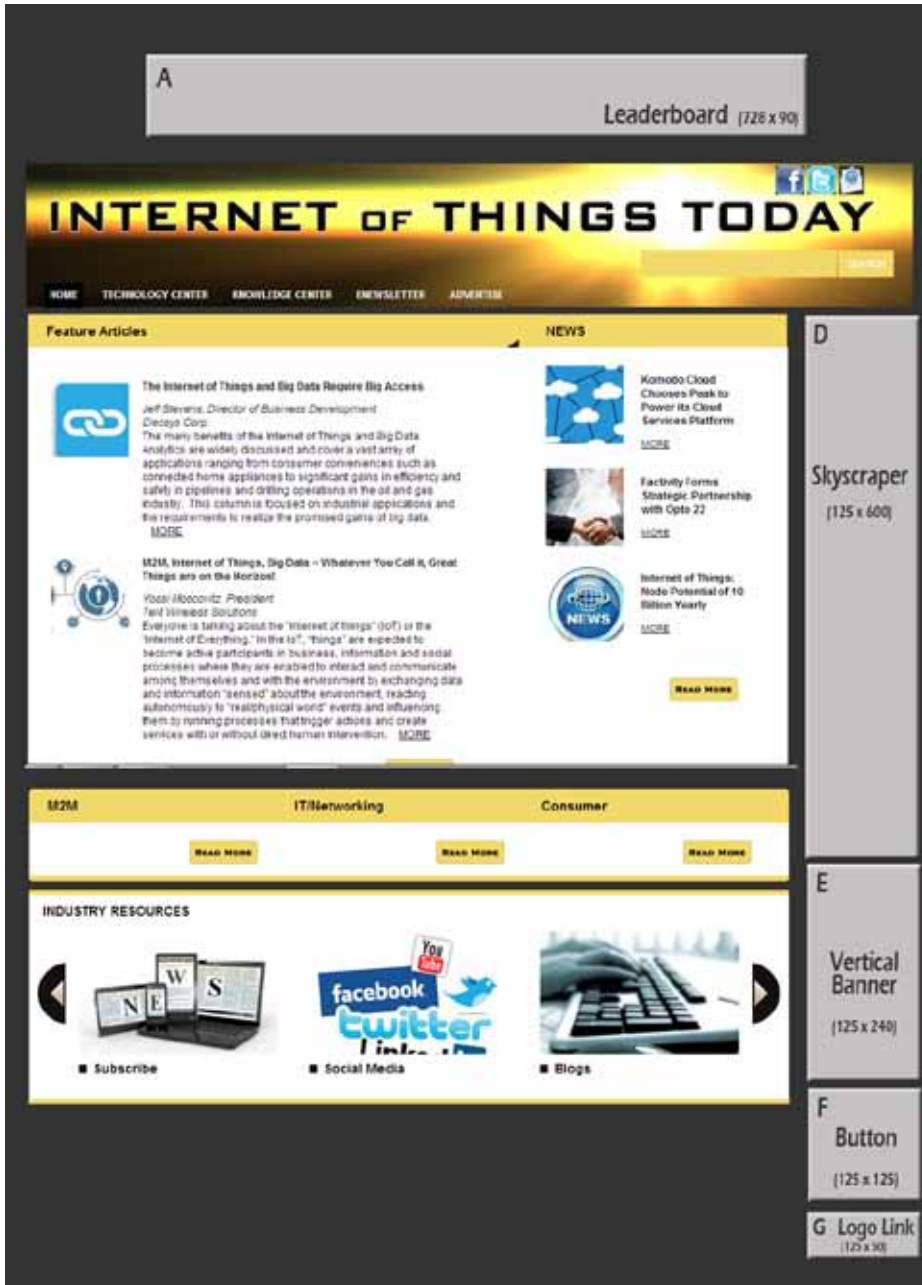 A
Leaderboard (728 x 90)
INTERNET OF THINGS TODAY
SEARCH
HOME TECHNOLOGY CENTER KNOWLEDGE CENTER ENEWSLETTER ADVERTISE
Feature Articles
The Internet of Things and Big Data Require Big Access
Jeff Stevens, Director of Business Development
Corp.
The many benefits of the Internet of Things and Big Data
Analytics are widely discussed and cover a vast array of
applications ranging from consumer conveniences such as
connected home appliances to significant gains in efficiency and
safety in pipelines and drilling operations in the oil and gas
industry. This column is focused on industrial applications and
the requirements to realize the promised gains of big data.
MORE
M2M, Internet of Things, Big Data – Whatever You Call it, Great
Things are on the Horizon!
Yossi Moscovitz, President
Telit Wireless Solutions
Everyone is talking about the "internet of things" (IoT) or the
"Internet of Everything." In the IoT, "things" are expected to
become active participants in business, information and social
processes where they are enabled to interact and communicate
among themselves and with the environment by exchanging data
and information "sensed" about the environment, reacting
autonomously to "real/physical world" events and influencing
them by running processes that trigger actions and create
services with or without direct human intervention. MORE
NEWS
Komodo Cloud
Chooses Peak to
Power its Cloud
Services Platform
MORE
Factivity Forms
Strategic Partnership
with Opto 22
MORE
NEWS
Internet of Things:
Node Potential of 10
Billion Yearly
MORE
READ MORE
D
Skyscraper
(125 x 600)
M2M IT/Networking Consumer
READ MORE READ MORE READ MORE
E
Vertical
Banner
(125 x 240)
INDUSTRY RESOURCES
NEWS
You
Tube
facebook
twitter
Linked
Subscribe
Social Media
Blogs
F
Button
(125 x 125)
G Logo Link
(125 x 50)